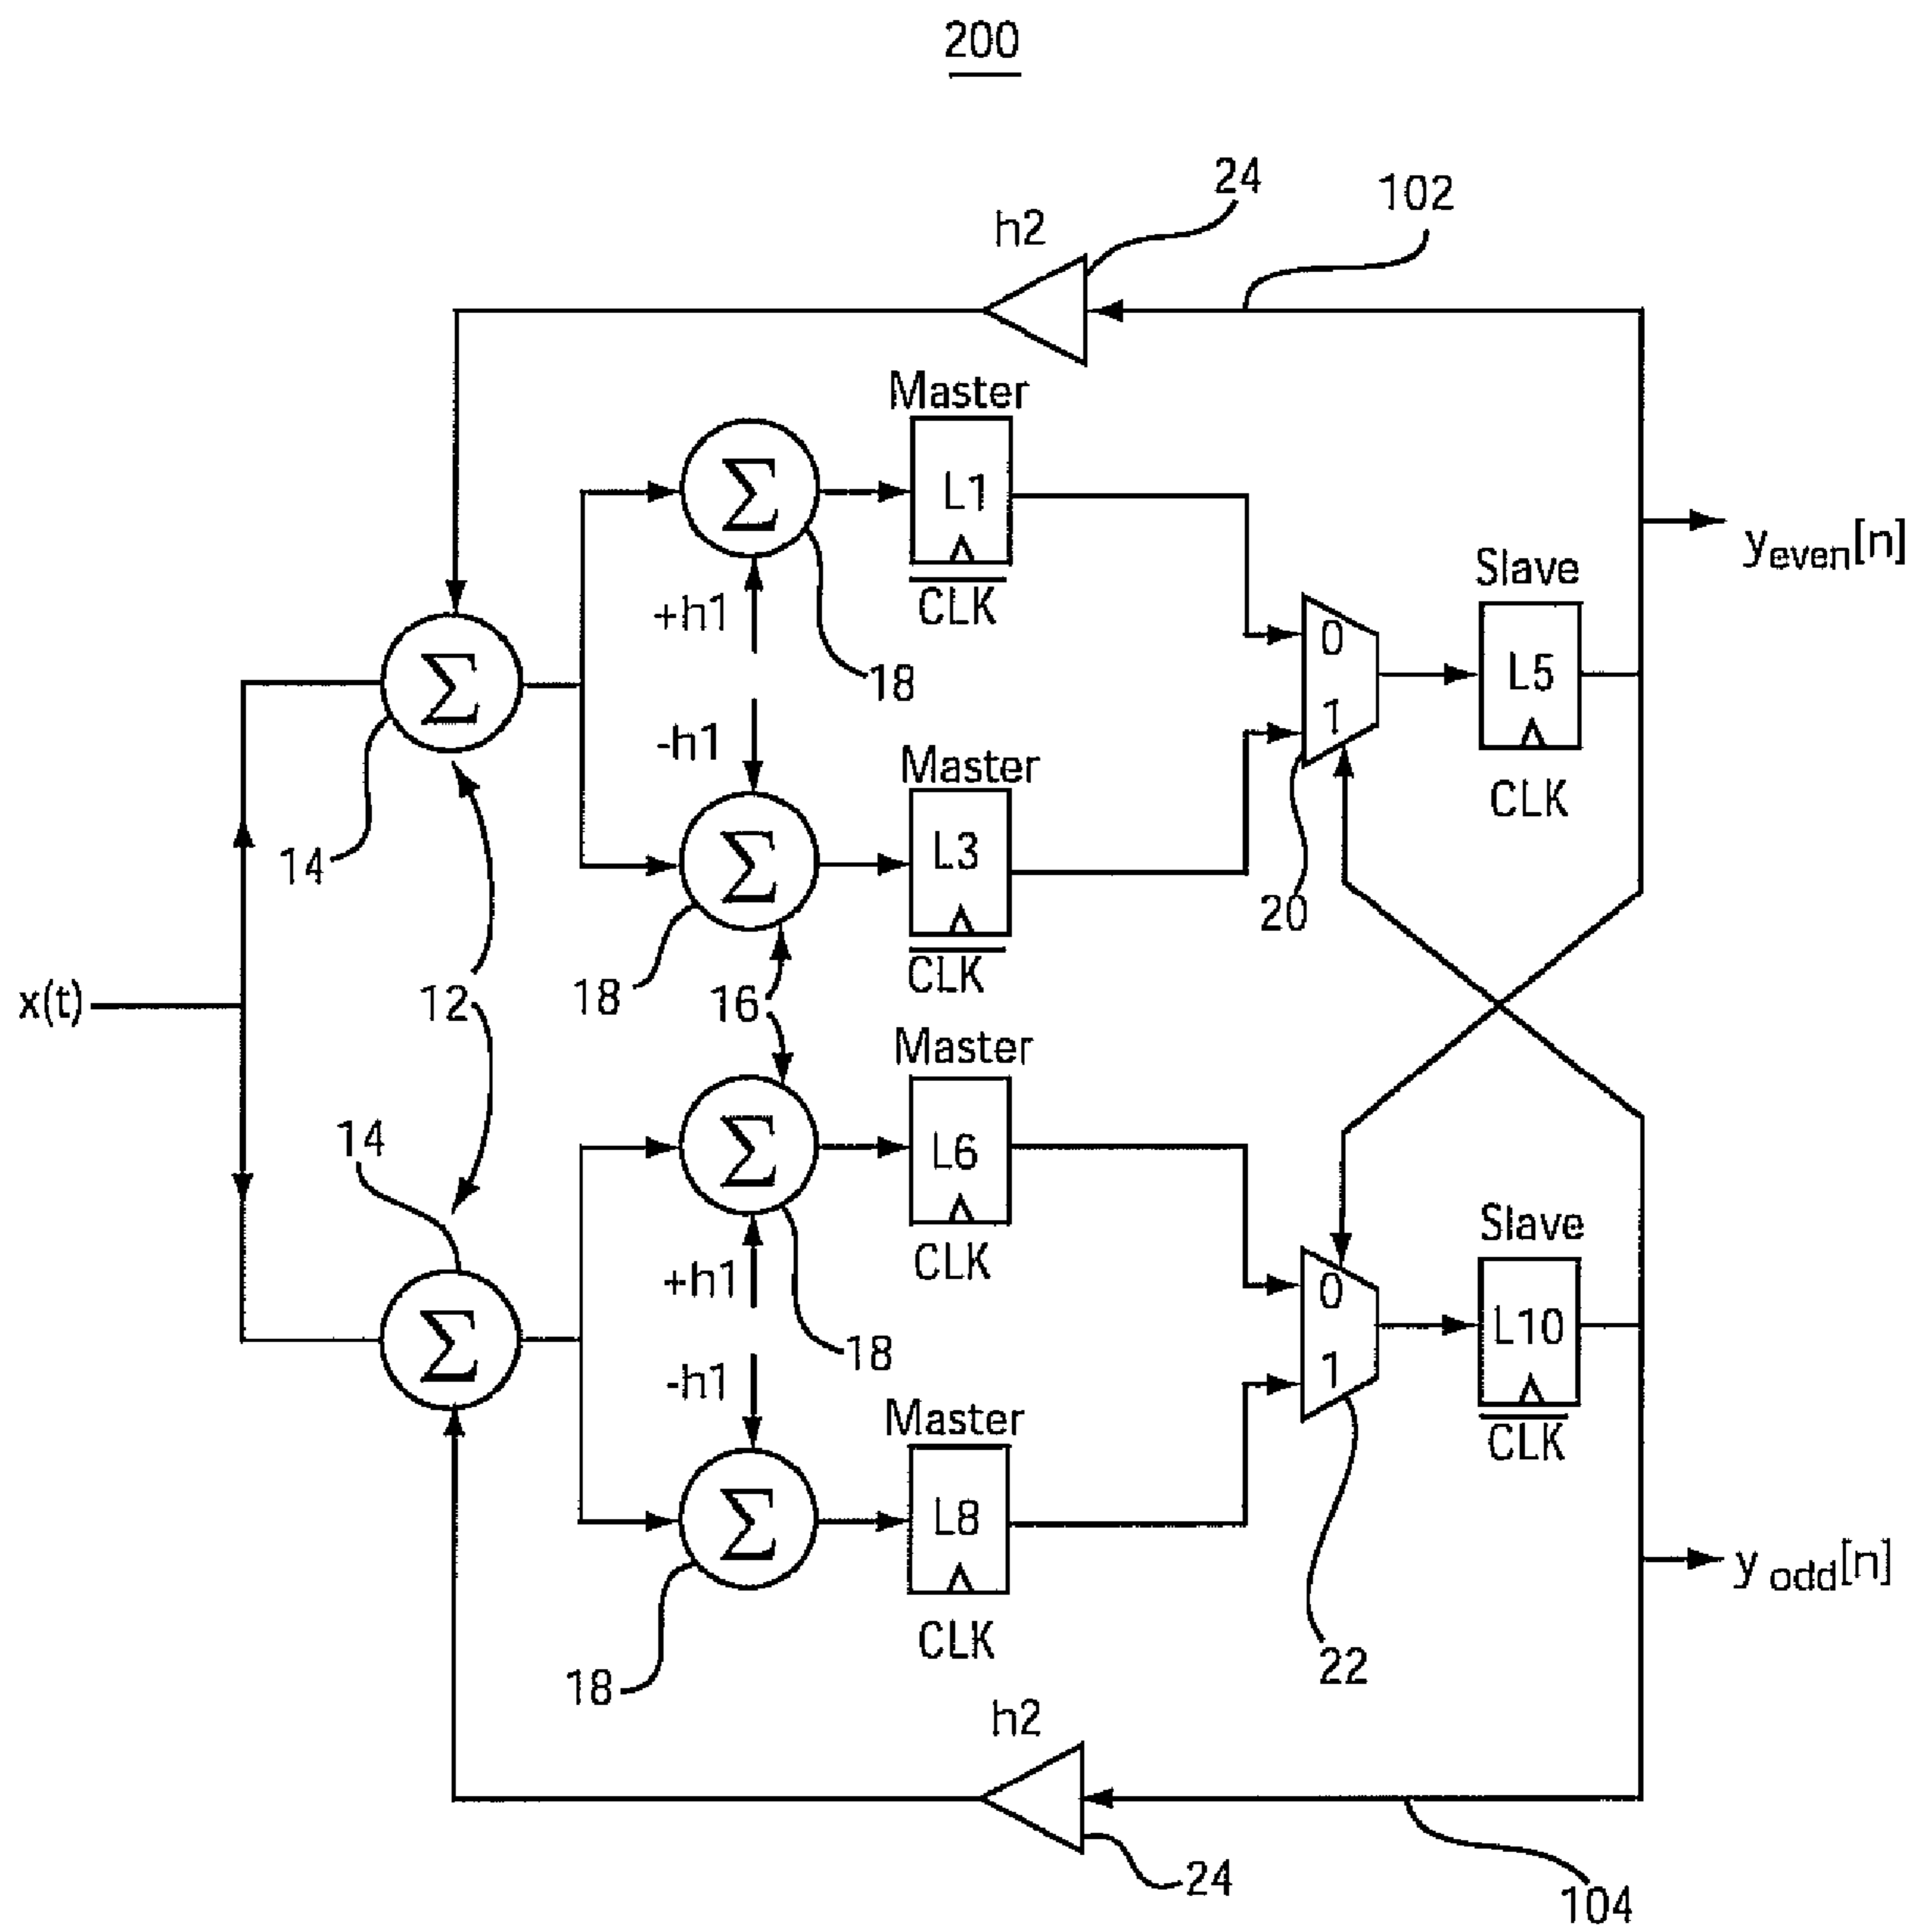 200
24
102
h2
Master
L1
CLK
+h1
18
yeven[n]
Slave
0
L5
1
-h1
Master
CLK
14
L3
20
CLK
18
16
12
x(t)
Master
14
L6
Slave
CLK
+h1
0
L10
18
1
-h1
Master
CLK
L8
y odd[n]
CLK
22
18
h2
24
104